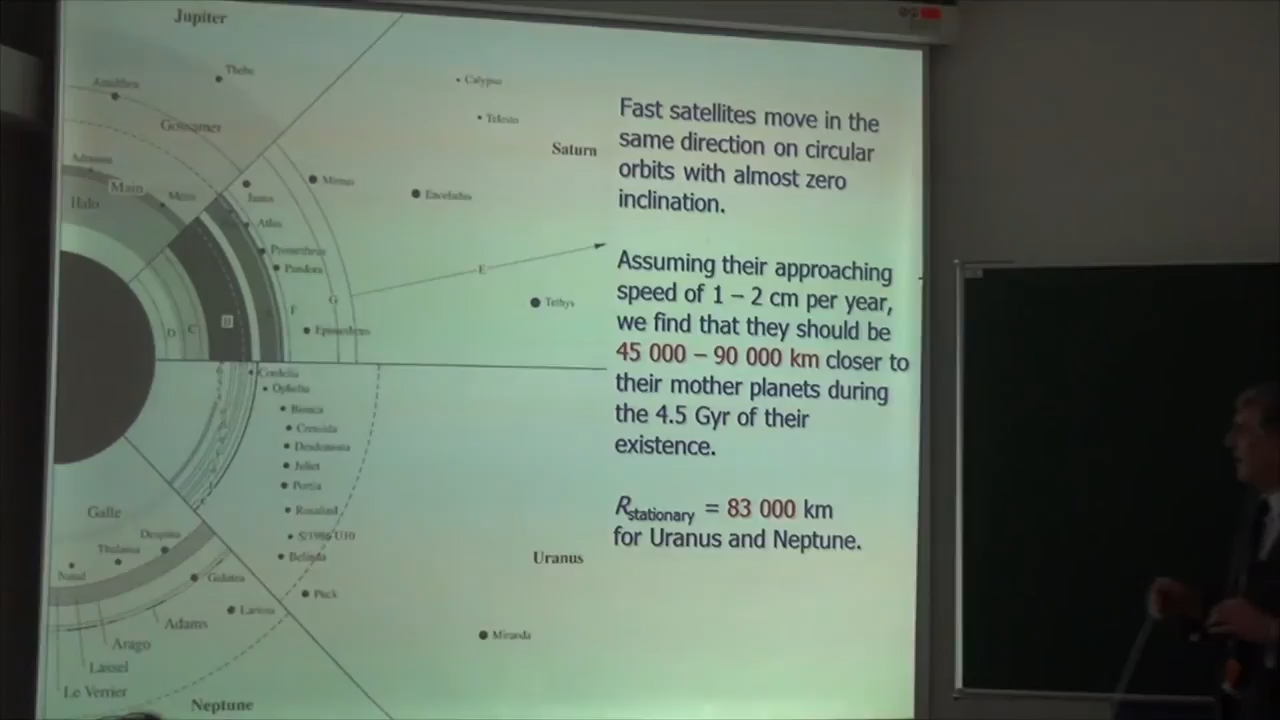 Jupiter
Thebe
Amalthea
Gossamer
Adrastea
Main
Metis
Halo
Calypso
Telesto
Saturn
Mimas
Enceladus
Janus
Atlas
Prometheus
Pandora
E
Tethys
G
F
Epimetheus
D
C
B
Cordelia
Ophelia
Bianca
Cressida
Desdemona
Juliet
Portia
Rosalind
S/1986 U10
Belinda
Puck
Uranus
Miranda
Galle
Despina
Thalassa
Naiad
Galatea
Larissa
Adams
Arago
Lassel
Le Verrier
Neptune
Fast satellites move in the
same direction on circular
orbits with almost zero
inclination.
Assuming their approaching
speed of 1 – 2 cm per year,
we find that they should be
45 000 – 90 000 km closer to
their mother planets during
the 4.5 Gyr of their
existence.
Rstationary = 83 000 km
for Uranus and Neptune.